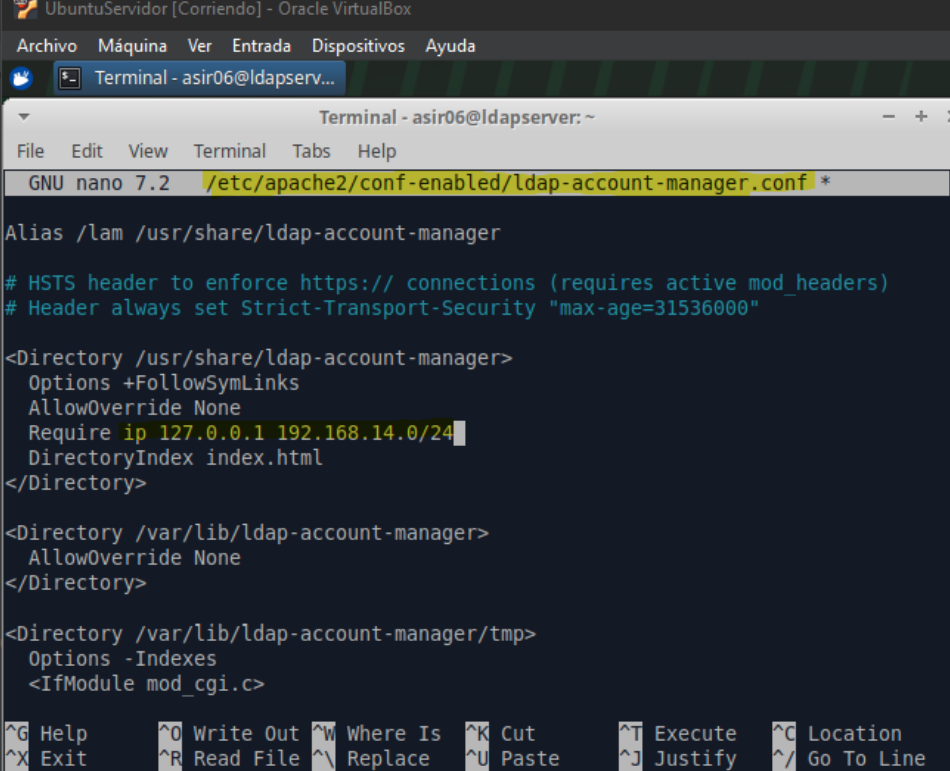 UbuntuServidor [Corriendo] - Oracle VirtualBox
Archivo Máquina Ver Entrada Dispositivos Ayuda
Terminal - asir06@ldapserv...
Terminal - asir06@ldapserver: ~
File Edit View Terminal Tabs Help
GNU nano 7.2 /etc/apache2/conf-enabled/ldap-account-manager.conf *
Alias /lam /usr/share/ldap-account-manager
# HSTS header to enforce https:// connections (requires active mod_headers)
# Header always set Strict-Transport-Security "max-age=31536000"
<Directory /usr/share/ldap-account-manager>
Options +FollowSymLinks
AllowOverride None
Require ip 127.0.0.1 192.168.14.0/24
DirectoryIndex index.html
</Directory>
<Directory /var/lib/ldap-account-manager>
AllowOverride None
</Directory>
<Directory /var/lib/ldap-account-manager/tmp>
Options -Indexes
<IfModule mod_cgi.c>
^G Help ^O Write Out ^W Where Is ^K Cut ^T Execute ^C Location
^X Exit ^R Read File ^\ Replace ^U Paste ^J Justify ^/ Go To Line